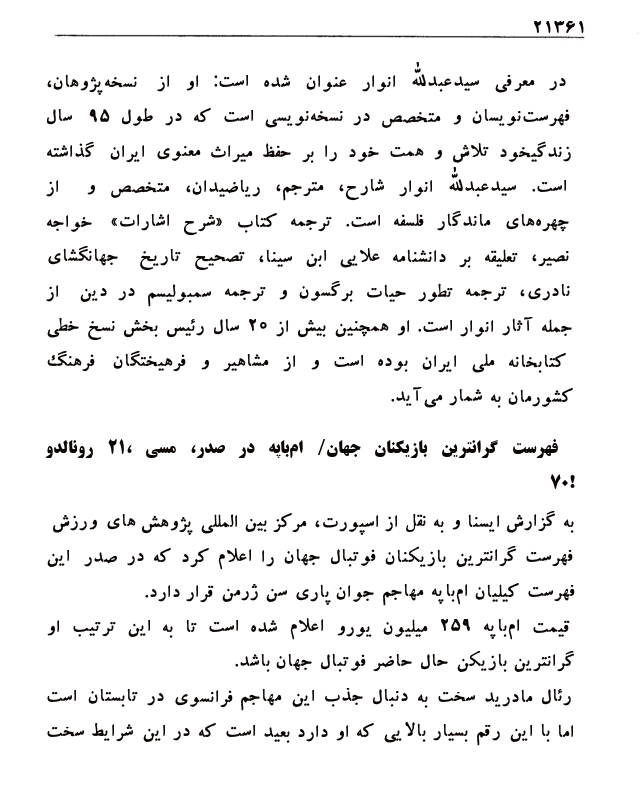 ۲۱۳۶۱
در معرفی سیدعبدالله انوار عنوان شده است: او از نسخه‌پژوهان،
فهرست‌نویسان و متخصص در نسخه‌نویسی است که در طول ۹۵ سال
زندگیخود تلاش و همت خود را بر حفظ میراث معنوی ایران گذاشته
است. سیدعبدالله انوار شارح، مترجم، ریاضیدان، متخصص و از
چهره‌های ماندگار فلسفه است. ترجمه کتاب «شرح اشارات» خواجه
نصیر، تعلیقه بر دانشنامه علایی ابن سینا، تصحیح تاریخ جهانگشای
نادری، ترجمه تطور حیات برگسون و ترجمه سمبولیسم در دین از
جمله آثار انوار است. او همچنین بیش از ۲۰ سال رئیس بخش نسخ خطی
کتابخانه ملی ایران بوده است و از مشاهیر و فرهیختگان فرهنگ
کشورمان به شمار می‌آید.
فهرست گرانترین بازیکنان جهان/ ام‌باپه در صدر، مسی ،۲۱ رونالدو
!۷۰
به گزارش ایسنا و به نقل از اسپورت، مرکز بین المللی پژوهش های ورزش
فهرست گرانترین بازیکنان فوتبال جهان را اعلام کرد که در صدر این
فهرست کیلیان ام‌باپه مهاجم جوان پاری سن ژرمن قرار دارد.
قیمت ام‌باپه ۲۵۹ میلیون یورو اعلام شده است تا به این ترتیب او
گرانترین بازیکن حال حاضر فوتبال جهان باشد.
رئال مادرید سخت به دنبال جذب این مهاجم فرانسوی در تابستان است
اما با این رقم بسیار بالایی که او دارد بعید است که در این شرایط سخت